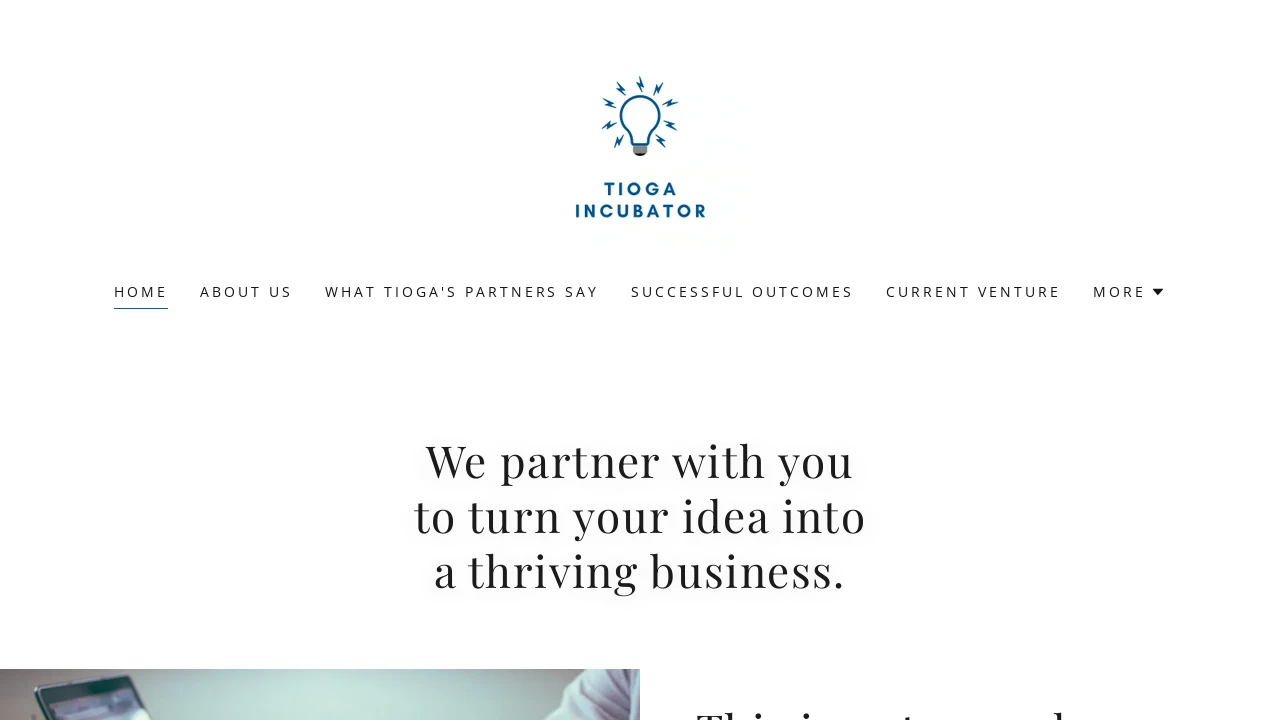 TIOGA
INCUBATOR
HOME ABOUT US WHAT TIOGA'S PARTNERS SAY SUCCESSFUL OUTCOMES CURRENT VENTURE MORE
We partner with you
to turn your idea into
a thriving business.